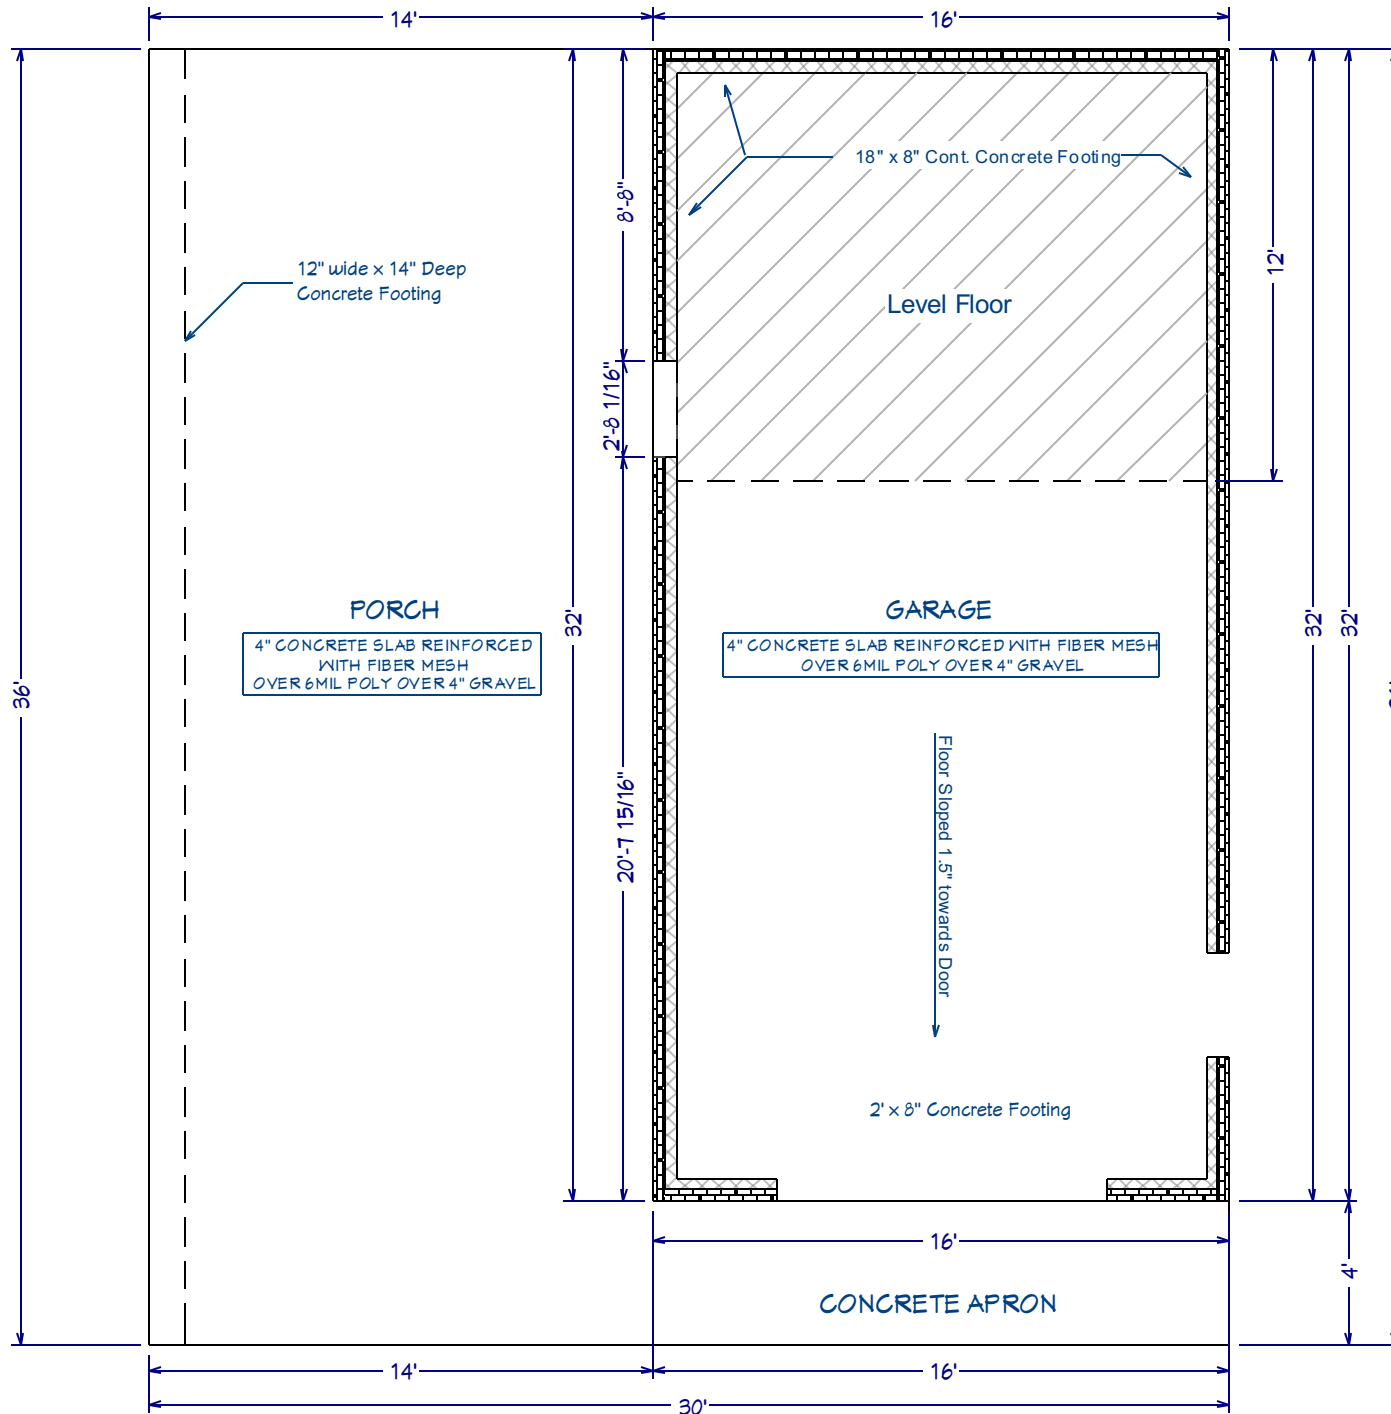 14'
16'
18" x 8" Cont. Concrete Footing
8'-8"
12'
12" wide x 14" Deep
Concrete Footing
Level Floor
2'-8 1/16"
PORCH
4" CONCRETE SLAB REINFORCED
WITH FIBER MESH
OVER 6MIL POLY OVER 4" GRAVEL
32'
GARAGE
4" CONCRETE SLAB REINFORCED WITH FIBER MESH
OVER 6MIL POLY OVER 4" GRAVEL
32'
32'
36'
20'-7 15/16"
Floor Sloped 1.5" towards Door
2' x 8" Concrete Footing
16'
4'
CONCRETE APRON
14'
16'
30'